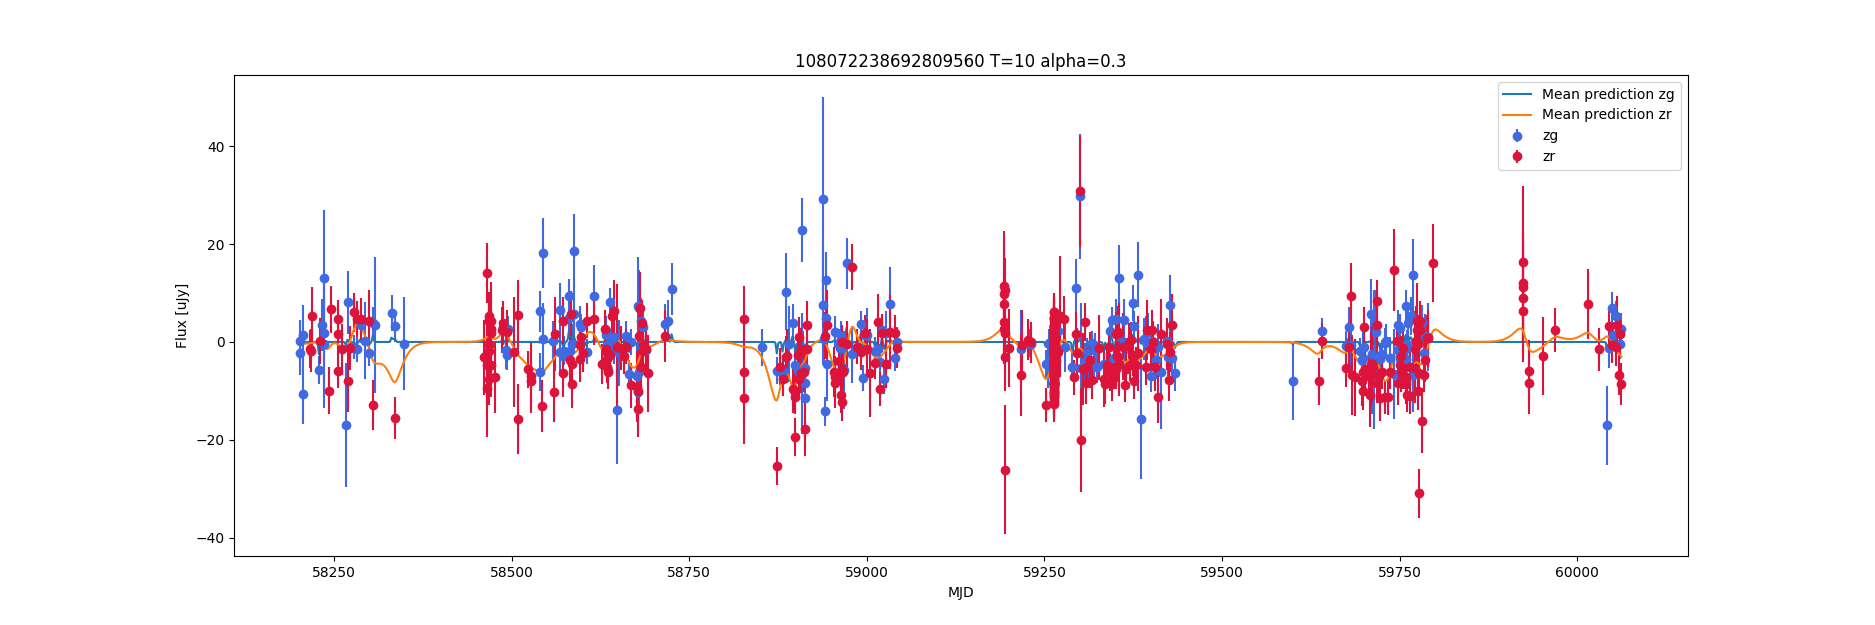 108072238692809560 T=10 alpha=0.3
Mean prediction zg
Mean prediction zr
zg
zr
Flux [uJy]
40
20
0
−20
−40
58250 58500 58750 59000 59250 59500 59750 60000
MJD